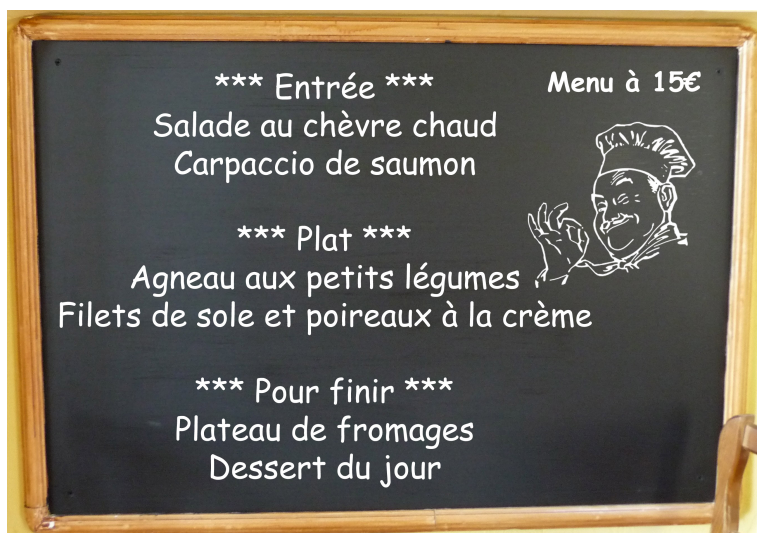 *** Entrée ***
Menu à 15€
Salade au chèvre chaud
Carpaccio de saumon
*** Plat ***
Agneau aux petits légumes
Filets de sole et poireaux à la crème
*** Pour finir ***
Plateau de fromages
Dessert du jour